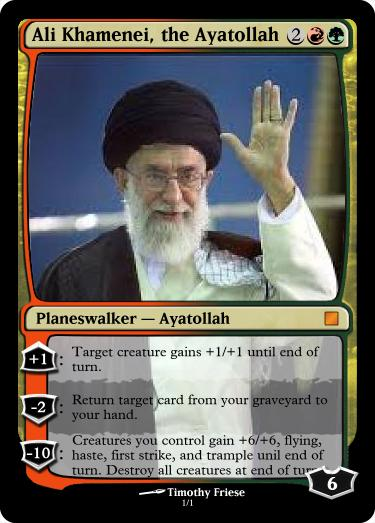 Ali Khamenei, the Ayatollah 2
Planeswalker — Ayatollah
+1: Target creature gains +1/+1 until end of
turn.
-2: Return target card from your graveyard to
your hand.
-10: Creatures you control gain +6/+6, flying,
haste, first strike, and trample unil end of
turn. Destroy all creatures at end of turn.
6
Timothy Friese
1/1